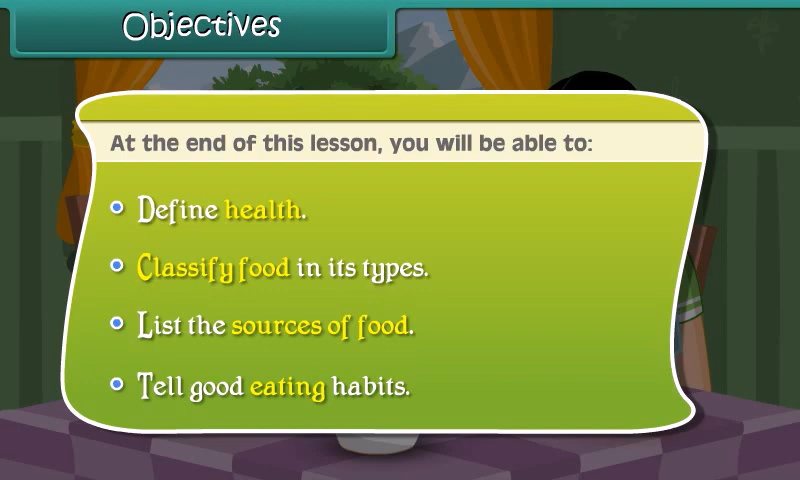 Objectives
At the end of this lesson, you will be able to:
Define health.
Classify food in its types.
List the sources of food.
Tell good eating habits.